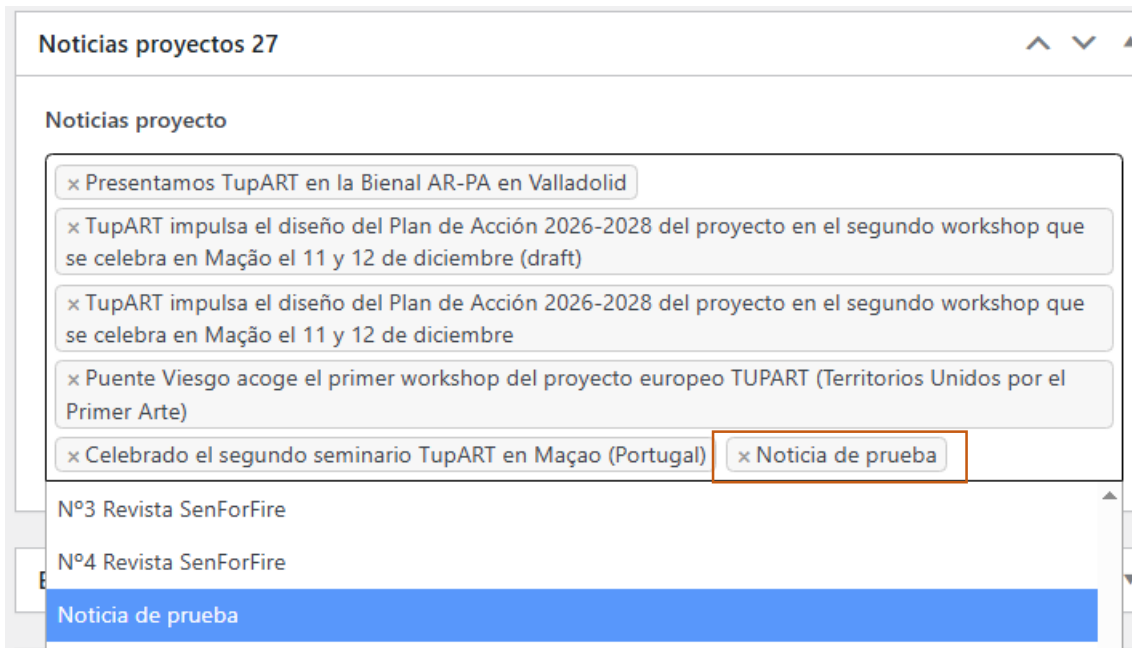 Noticias proyectos 27
Noticias proyecto
× Presentamos TupART en la Bienal AR-PA en Valladolid
× TupART impulsa el diseño del Plan de Acción 2026-2028 del proyecto en el segundo workshop que
se celebra en Mação el 11 y 12 de diciembre (draft)
× TupART impulsa el diseño del Plan de Acción 2026-2028 del proyecto en el segundo workshop que
se celebra en Mação el 11 y 12 de diciembre
× Puente Viesgo acoge el primer workshop del proyecto europeo TUPART (Territorios Unidos por el
Primer Arte)
× Celebrado el segundo seminario TupART en Maçao (Portugal) × Noticia de prueba
Nº3 Revista SenForFire
Nº4 Revista SenForFire
Noticia de prueba